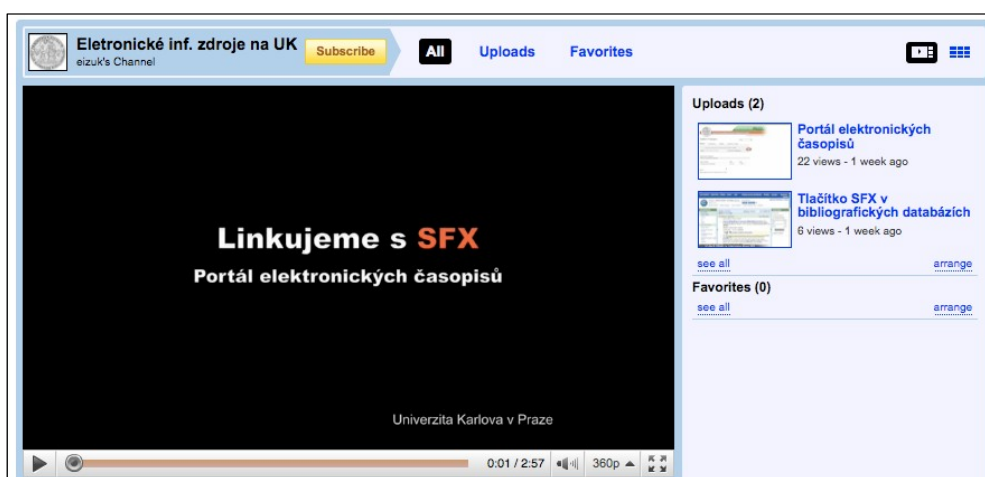 Eletronické inf. zdroje na UK
eizuk's Channel
Subscribe
All
Uploads
Favorites
Linkujeme s SFX
Portál elektronických časopisů
Univerzita Karlova v Praze
0:01 / 2:57
360p
Uploads (2)
Portál elektronických
časopisů
22 views - 1 week ago
Tlačítko SFX v
bibliografických databázích
6 views - 1 week ago
see all
arrange
Favorites (0)
see all
arrange